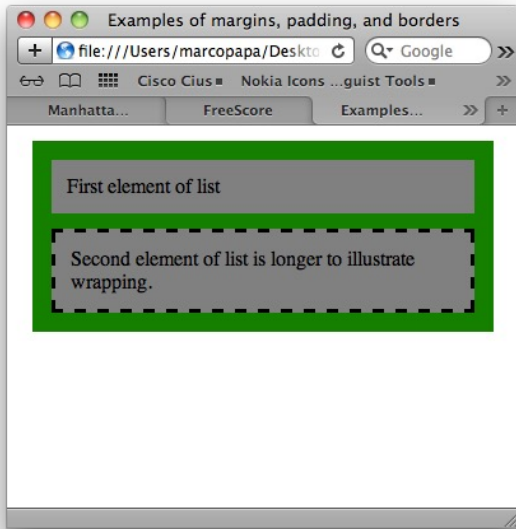 Examples of margins, padding, and borders
file:///Users/marcopapa/Deskto
Google
Cisco Cius Nokia Icons ...guist Tools
Manhatta... FreeScore Examples...
First element of list
Second element of list is longer to illustrate
wrapping.